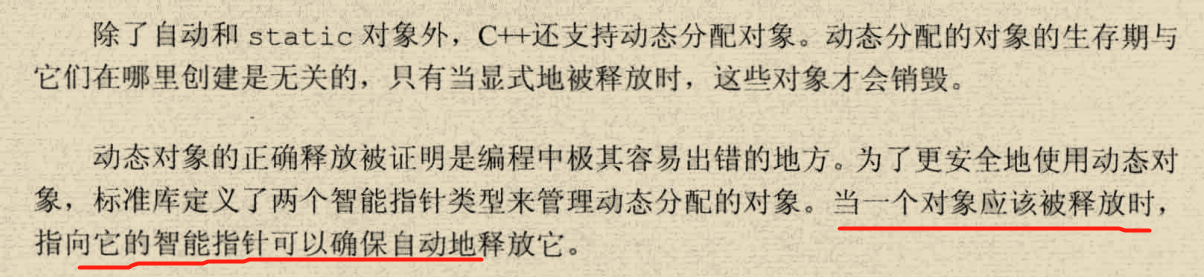 除了自动和 static 对象外，C++还支持动态分配对象。动态分配的对象的生存期与
它们在哪里创建是无关的，只有当显式地被释放时，这些对象才会销毁。
动态对象的正确释放被证明是编程中极其容易出错的地方。为了更安全地使用动态对
象，标准库定义了两个智能指针类型来管理动态分配的对象。当一个对象应该被释放时，
指向它的智能指针可以确保自动地释放它。